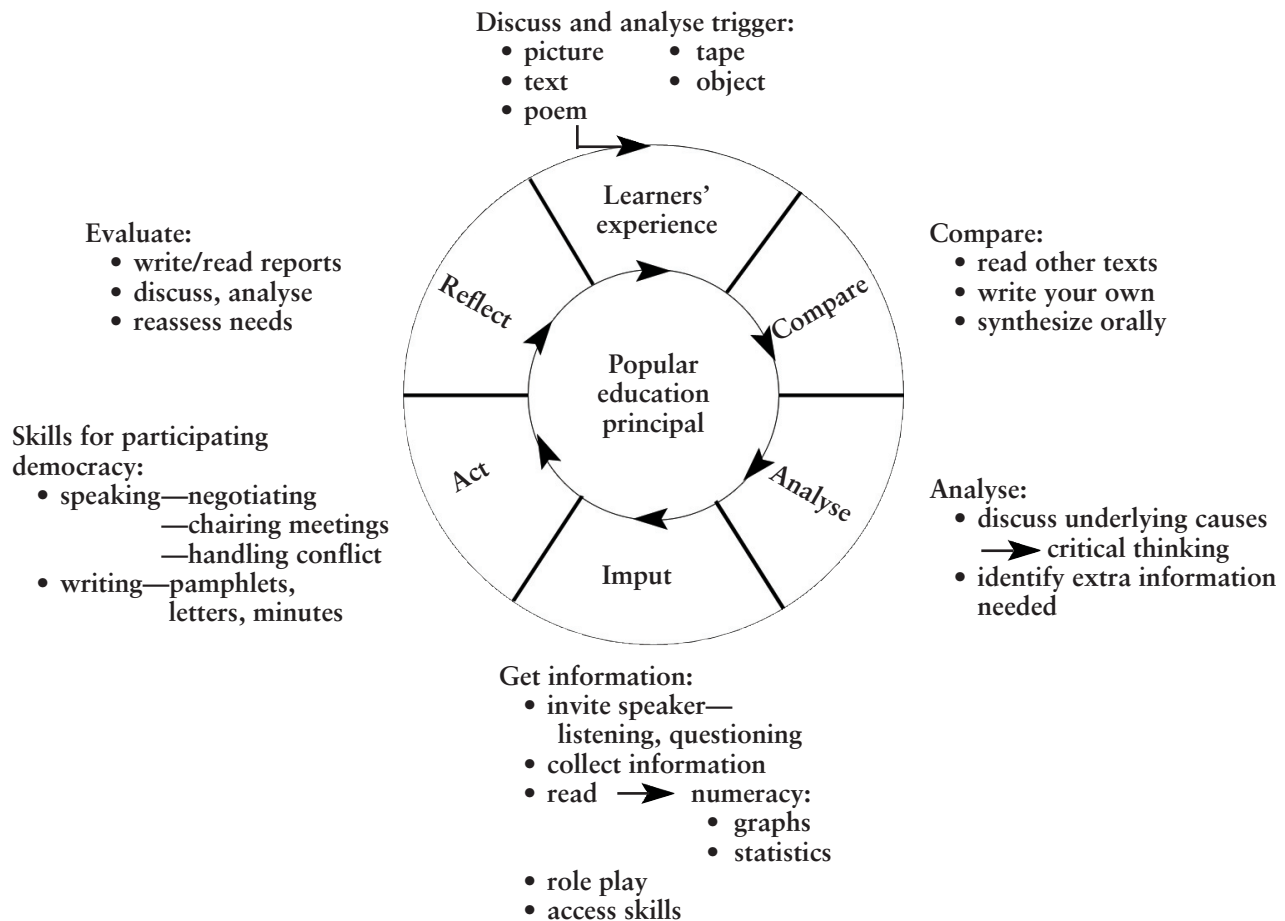 Discuss and analyse trigger:
• picture • tape
• text • object
• poem
Learners’
experience
Compare
Analyse
Imput
Act
Reflect
Popular
education
principal
Compare:
• read other texts
• write your own
• synthesize orally
Analyse:
• discuss underlying causes
critical thinking
• identify extra information
needed
Get information:
• invite speaker—
listening, questioning
• collect information
• read numeracy:
• graphs
• statistics
• role play
• access skills
Skills for participating
democracy:
• speaking—negotiating
—chairing meetings
—handling conflict
• writing—pamphlets,
letters, minutes
Evaluate:
• write/read reports
• discuss, analyse
• reassess needs